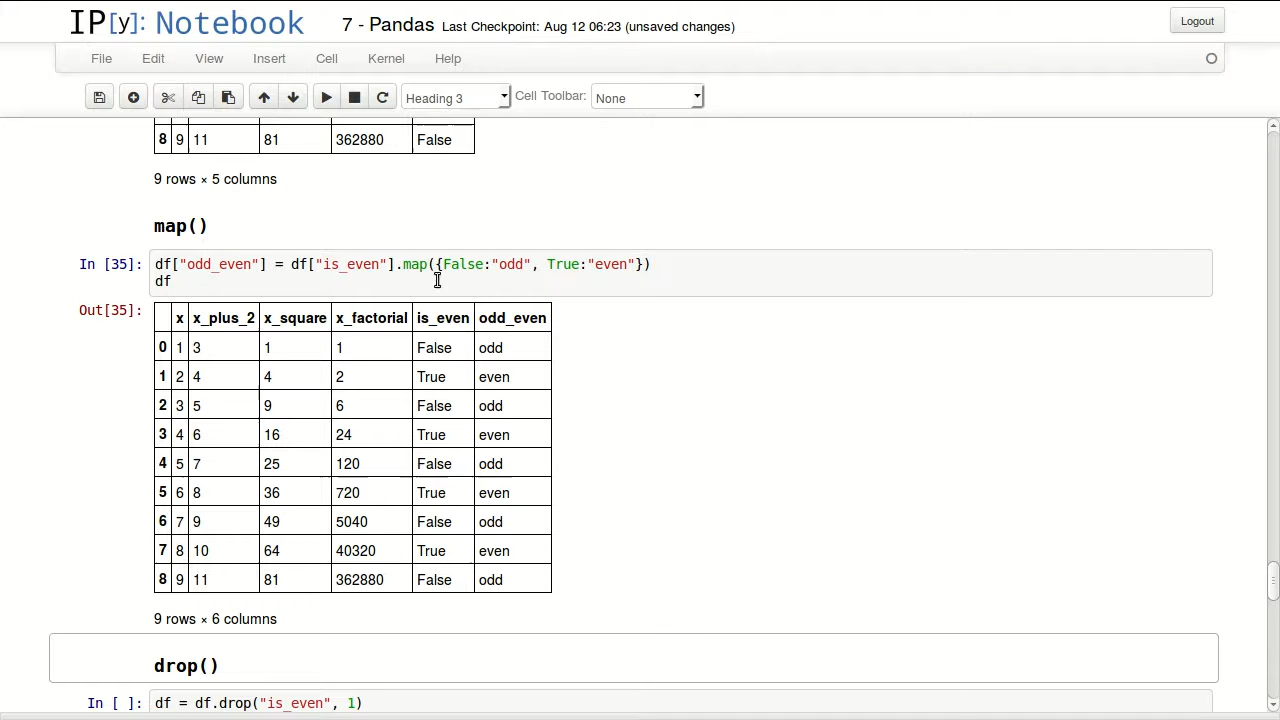 IP[y]: Notebook 7 - Pandas Last Checkpoint: Aug 12 06:23 (unsaved changes) Logout
File Edit View Insert Cell Kernel Help
Heading 3 Cell Toolbar: None
8 9 11 81 362880 False
9 rows × 5 columns
map()
In [35]: df["odd_even"] = df["is_even"].map({False:"odd", True:"even"})
df
Out[35]:
x x_plus_2 x_square x_factorial is_even odd_even
0 1 3 1 1 False odd
1 2 4 4 2 True even
2 3 5 9 6 False odd
3 4 6 16 24 True even
4 5 7 25 120 False odd
5 6 8 36 720 True even
6 7 9 49 5040 False odd
7 8 10 64 40320 True even
8 9 11 81 362880 False odd
9 rows × 6 columns
drop()
In [ ]: df = df.drop("is_even", 1)